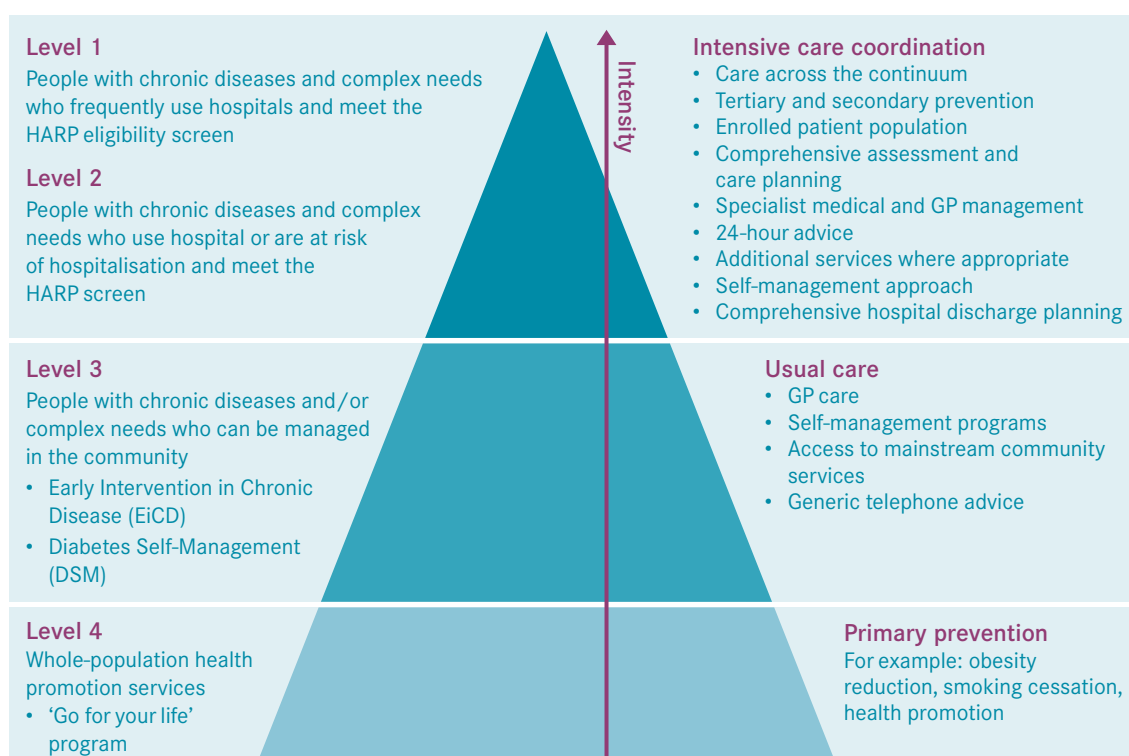 Level 1
People with chronic diseases and complex needs
who frequently use hospitals and meet the
HARP eligibility screen
Level 2
People with chronic diseases and complex
needs who use hospital or are at risk
of hospitalisation and meet the
HARP screen
Intensity
Intensive care coordination
• Care across the continuum
• Tertiary and secondary prevention
• Enrolled patient population
• Comprehensive assessment and
care planning
• Specialist medical and GP management
• 24-hour advice
• Additional services where appropriate
• Self-management approach
• Comprehensive hospital discharge planning
Level 3
People with chronic diseases and/or
complex needs who can be managed
in the community
• Early Intervention in Chronic
Disease (EiCD)
• Diabetes Self-Management
(DSM)
Usual care
• GP care
• Self-management programs
• Access to mainstream community
services
• Generic telephone advice
Level 4
Whole-population health
promotion services
• ‘Go for your life’
program
Primary prevention
For example: obesity
reduction, smoking cessation,
health promotion